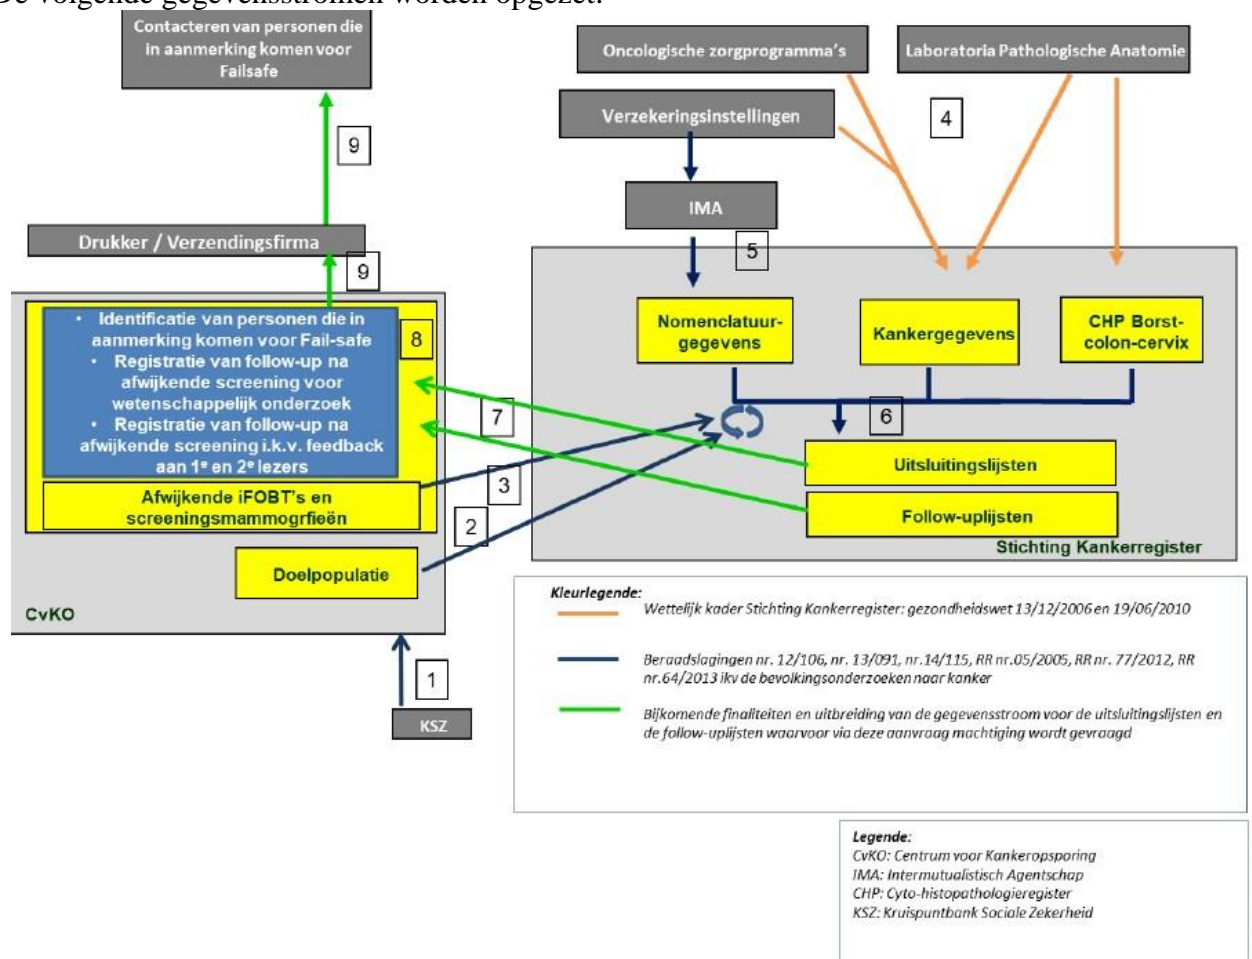 De volgende gegevensstromen worden opgezet:
Contacteren van personen die
in aanmerking komen voor
Failsafe
Oncologische zorgprogramma's
Laboratoria Pathologische Anatomie
Verzekeringsinstellingen
4
9
IMA
Drukker / Verzendingsfirma
5
9
• Identificatie van personen die in
aanmerking komen voor Fail-safe
• Registratie van follow-up na
afwijkende screening voor
wetenschappelijk onderzoek
• Registratie van follow-up na
afwijkende screening i.k.v. feedback
aan 1e en 2e lezers
8
Nomenclatuur-
gegevens
Kankergegevens
CHP Borst-
colon-cervix
7
6
Uitsluitingslijsten
Afwijkende iFOBT's en
screeningsmammogrfieën
3
Follow-uplijsten
2
Stichting Kankerregister
Doelpopulatie
CvKO
1
KSZ
Kleurlegende:
Wettelijk kader Stichting Kankerregister: gezondheidswet 13/12/2006 en 19/06/2010
Beraadslagingen nr. 12/106, nr. 13/091, nr.14/115, RR nr.05/2005, RR nr. 77/2012, RR
nr.64/2013 ikv de bevolkingsonderzoeken naar kanker
Bijkomende finaliteiten en uitbreiding van de gegevensstroom voor de uitsluitingslijsten en
de follow-uplijsten waarvoor via deze aanvraag machtiging wordt gevraagd
Legende:
CvKO: Centrum voor Kankeropsporing
IMA: Intermutualistisch Agentschap
CHP: Cyto-histopathologieregister
KSZ: Kruispuntbank Sociale Zekerheid